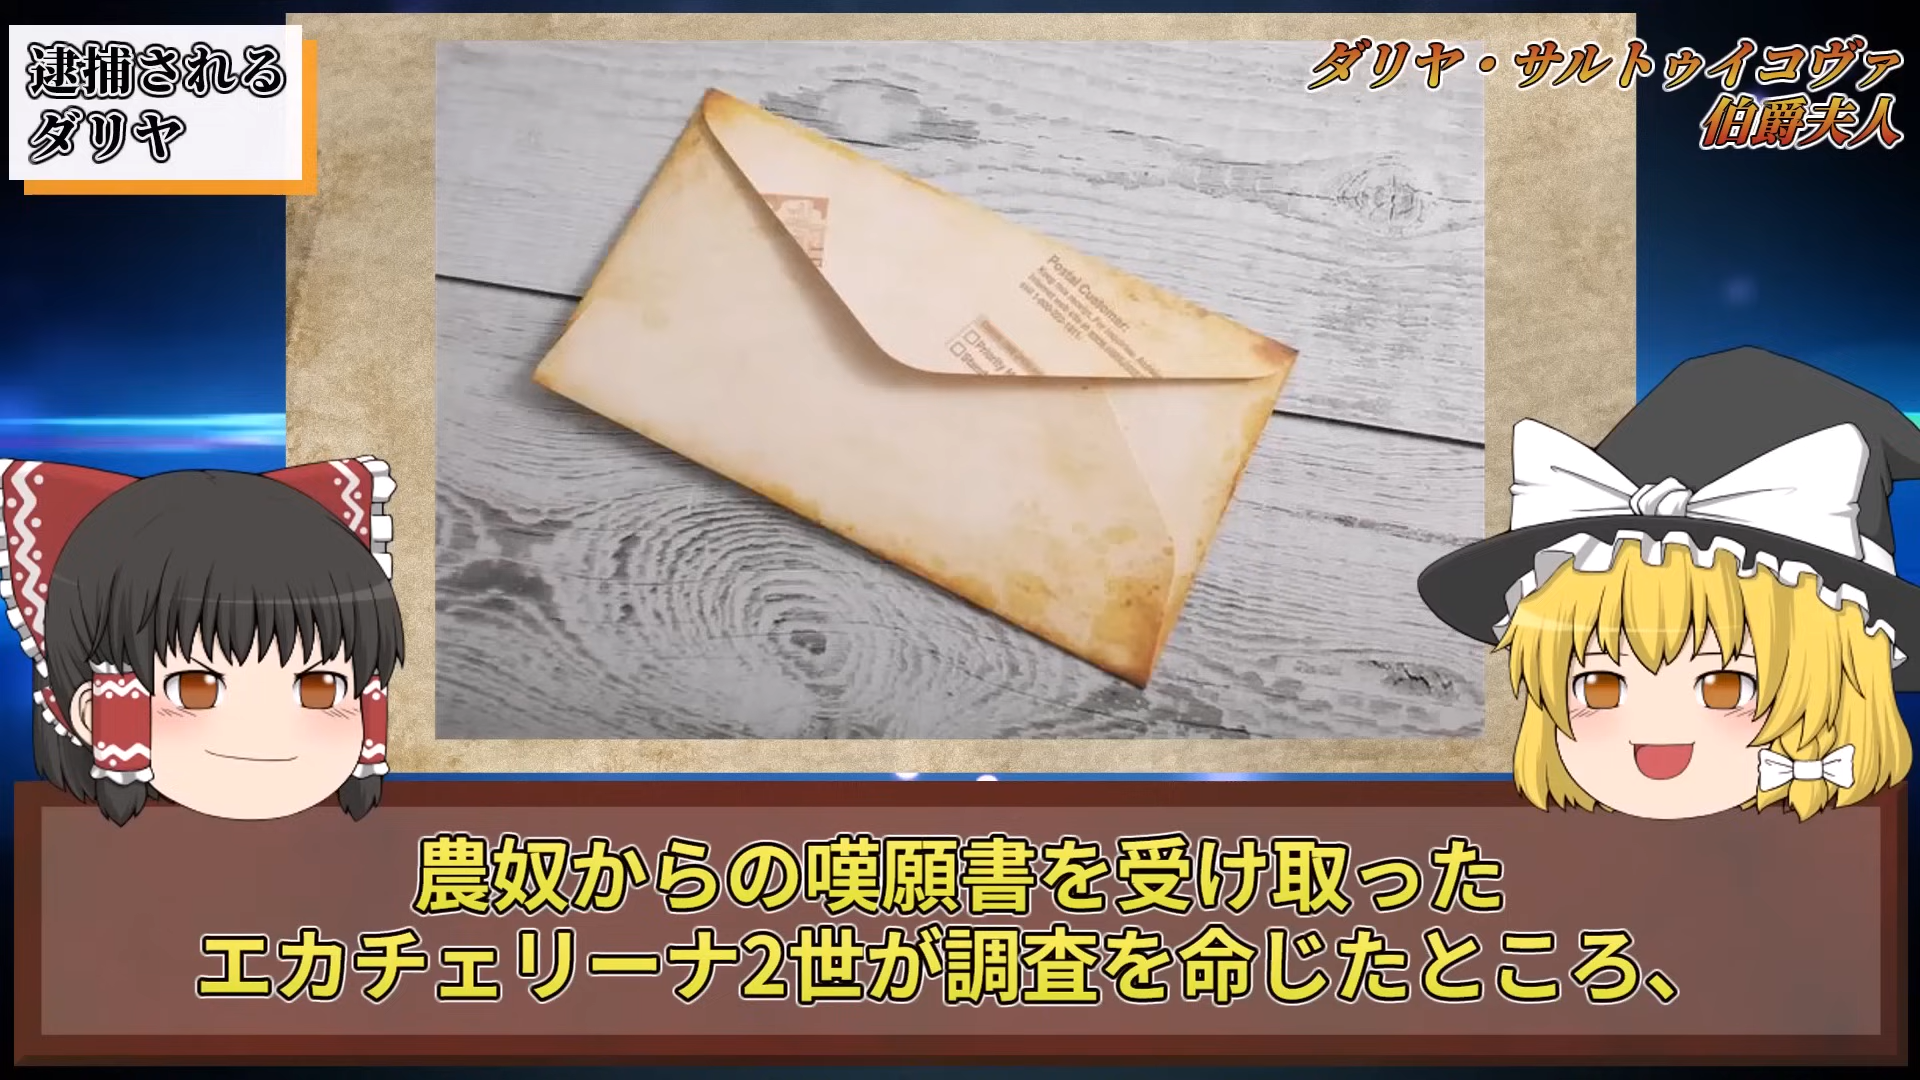 逮捕される
ダリヤ
ダリヤ・サルトゥイコヴァ
伯爵夫人
Postal Customer:
農奴からの嘆願書を受け取った
エカチェリーナ2世が調査を命じたところ、